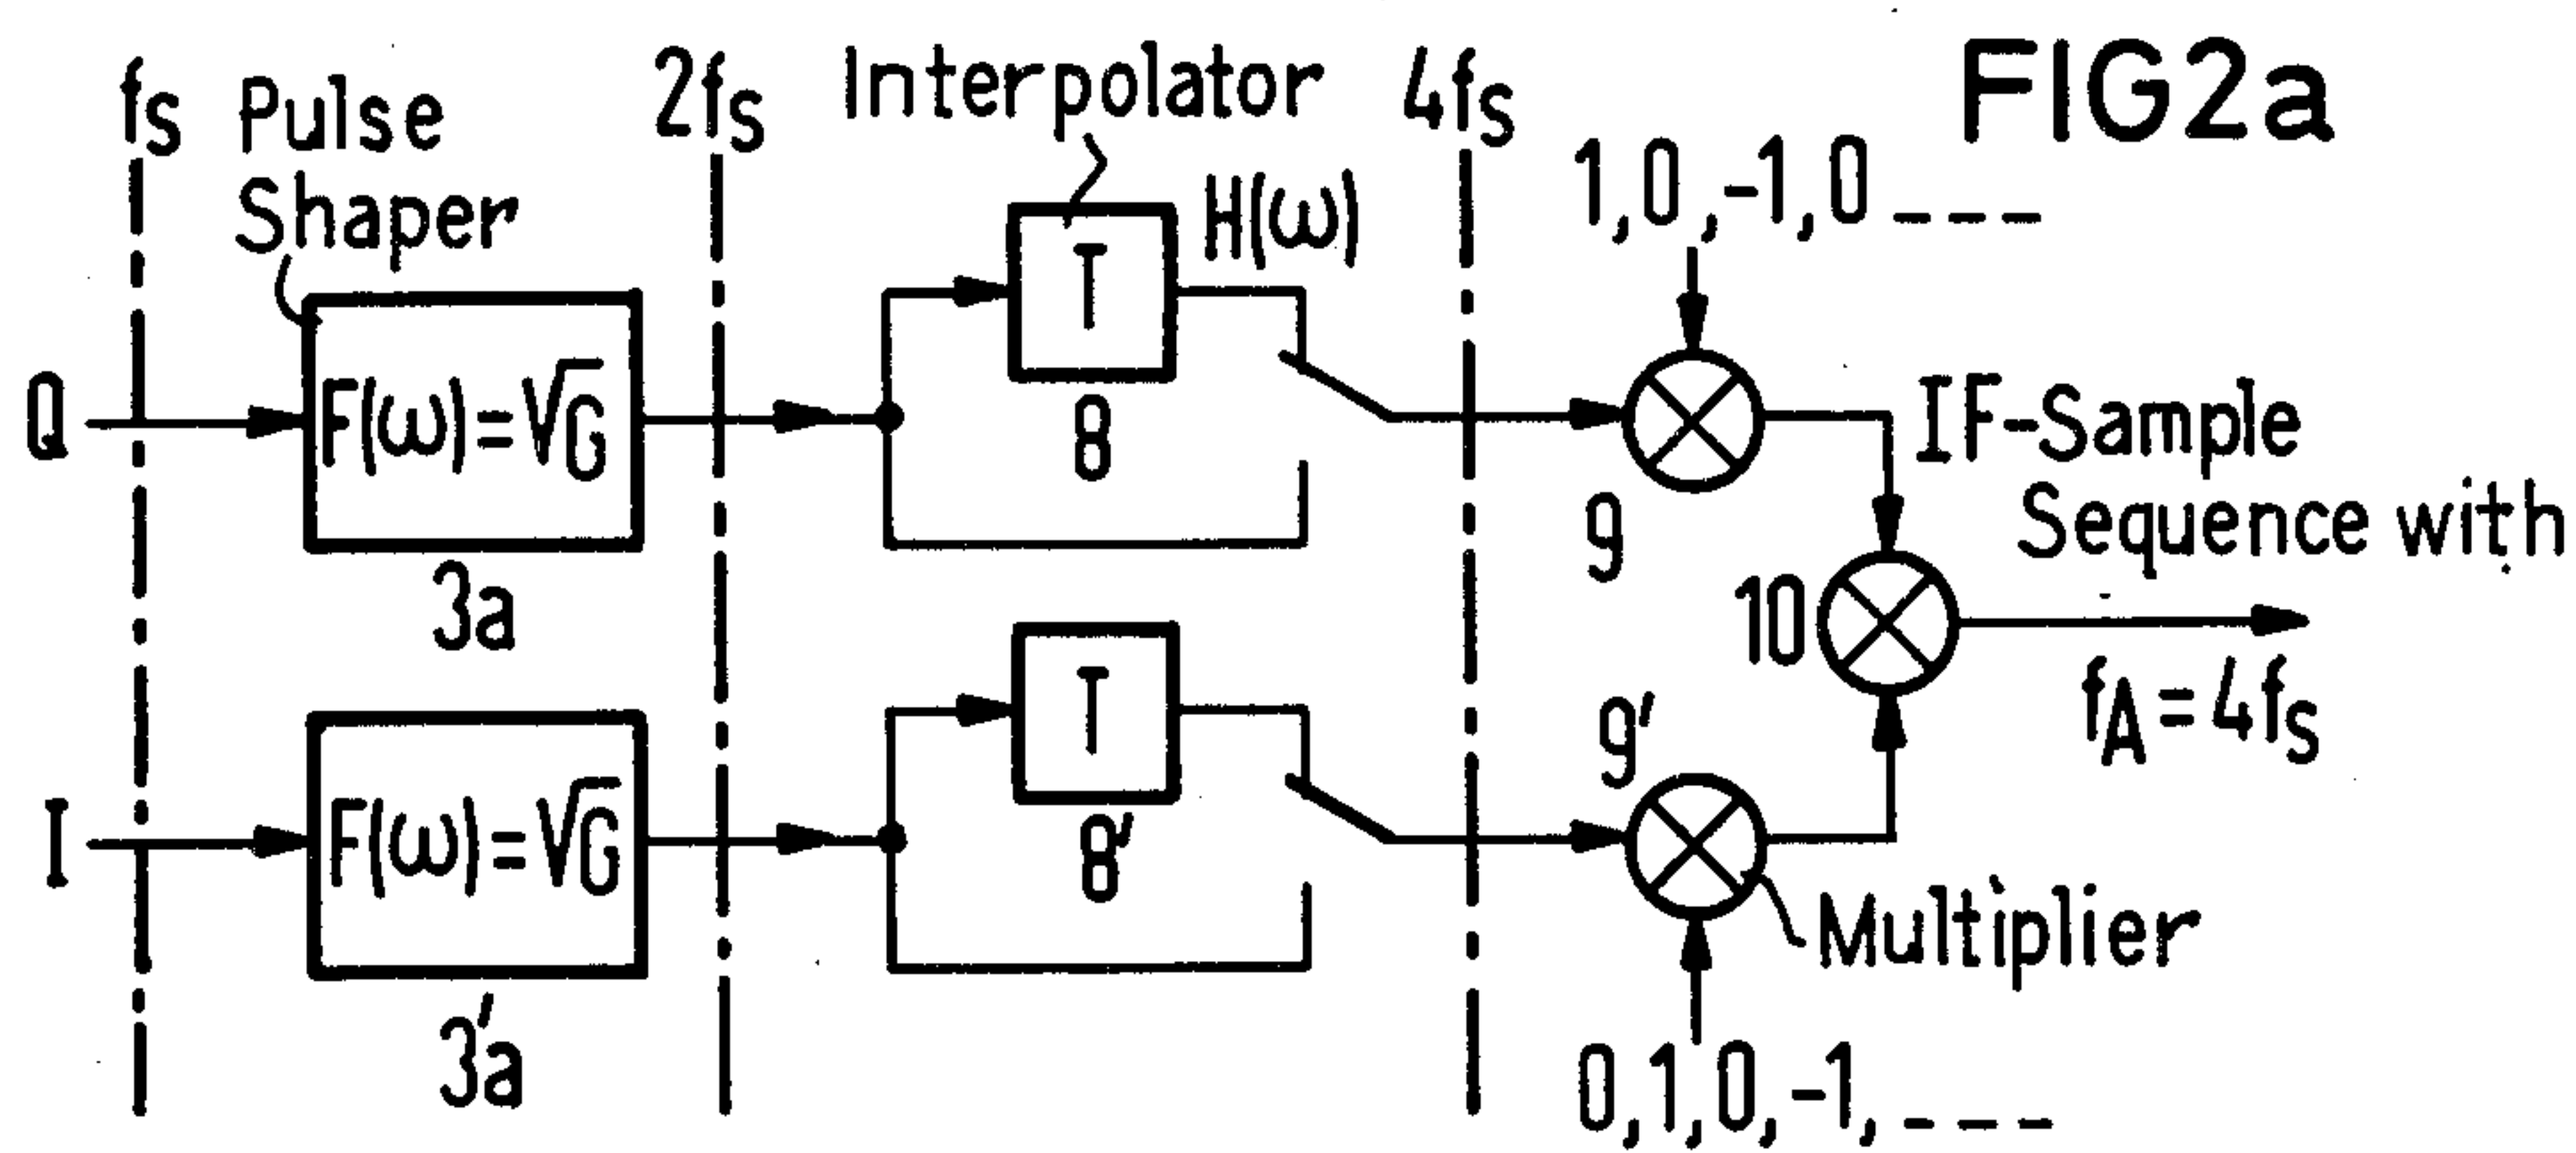 FIG2a
fS
Pulse
Shaper
2fS
Interpolator
4fS
1,0,-1,0---
H(ω)
T
Q
F(ω)=√G
3a
8
9
IF-Sample
Sequence with
10
fA=4fS
I
F(ω)=√G
3'a
T
8'
9'
Multiplier
0,1,0,-1,---